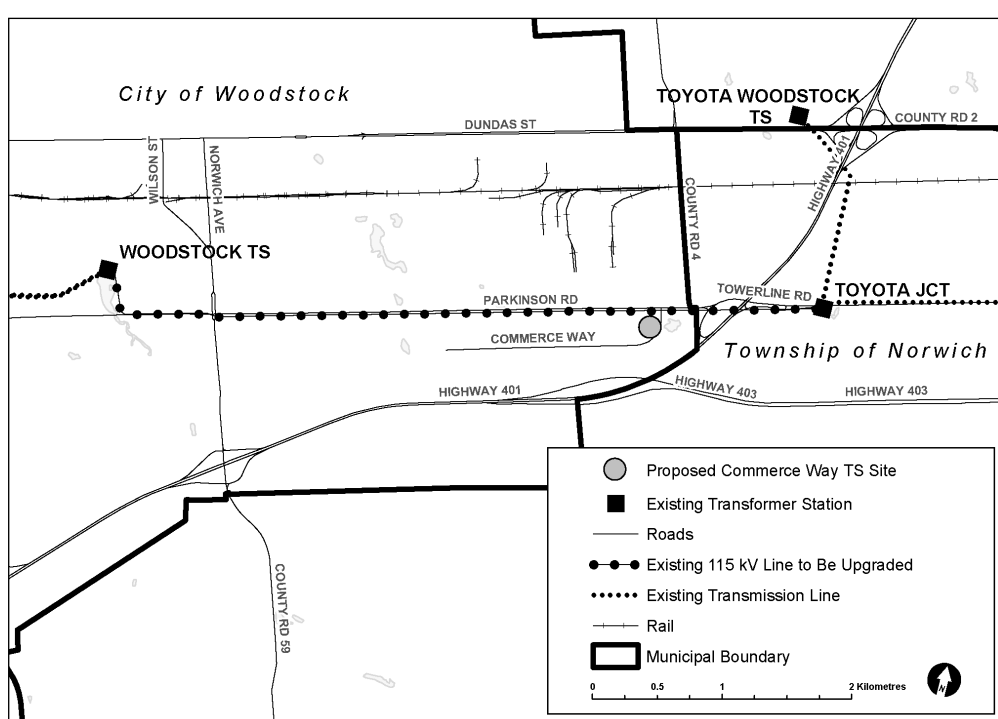 City of Woodstock
TOYOTA WOODSTOCK
TS
COUNTY RD 2
DUNDAS ST
WILSON ST
NORWICH AVE
HIGHWAY 401
COUNTY RD 4
WOODSTOCK TS
TOYOTA JCT
TOWERLINE RD
PARKINSON RD
COMMERCE WAY
Township of Norwich
HIGHWAY 401
HIGHWAY 403
HIGHWAY 403
COUNTY RD 59
Proposed Commerce Way TS Site
Existing Transformer Station
Roads
Existing 115 kV Line to Be Upgraded
Existing Transmission Line
Rail
Municipal Boundary
0 0.5 1 2 Kilometres
N